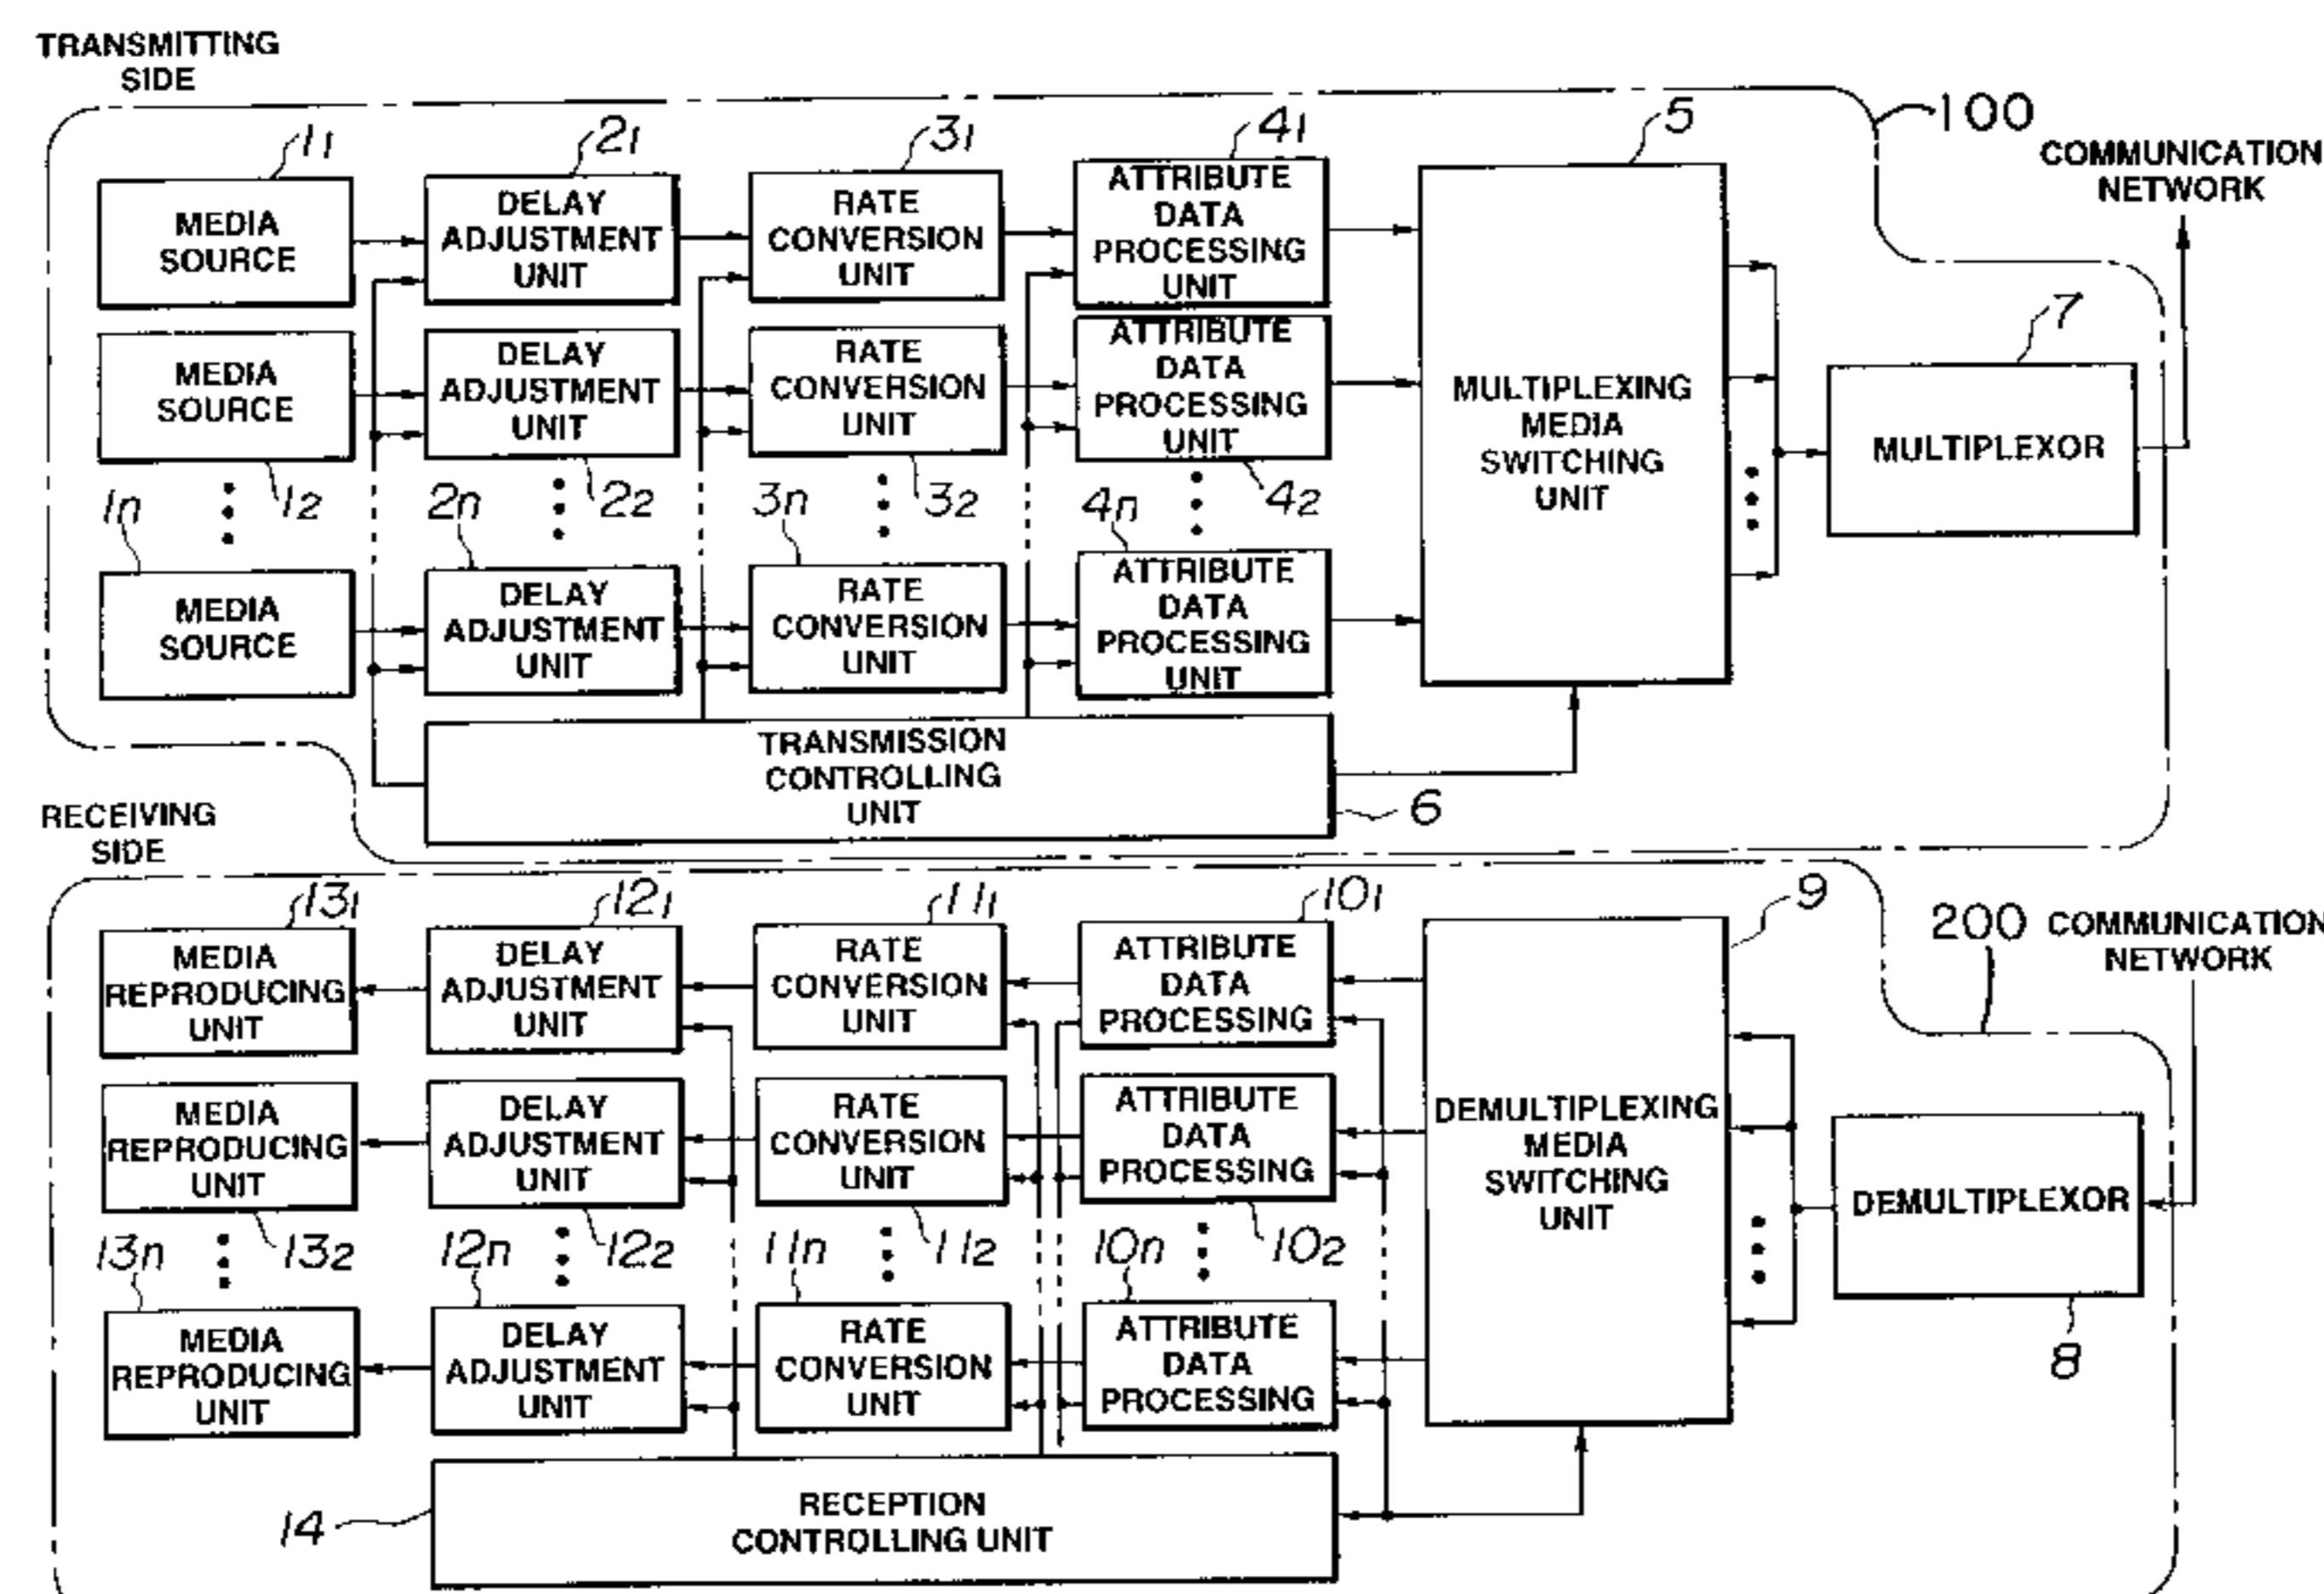 TRANSMITTING
SIDE
100
COMMUNICATION
NETWORK
11
21
31
41
5
MEDIA
SOURCE
DELAY
ADJUSTMENT
UNIT
RATE
CONVERSION
UNIT
ATTRIBUTE
DATA
PROCESSING
UNIT
MEDIA
SOURCE
DELAY
ADJUSTMENT
UNIT
RATE
CONVERSION
UNIT
ATTRIBUTE
DATA
PROCESSING
UNIT
MULTIPLEXING
MEDIA
SWITCHING
UNIT
7
MULTIPLEXOR
1n
12
2n
22
3n
32
4n
42
MEDIA
SOURCE
DELAY
ADJUSTMENT
UNIT
RATE
CONVERSION
UNIT
ATTRIBUTE
DATA
PROCESSING
UNIT
TRANSMISSION
CONTROLLING
UNIT
6
RECEIVING
SIDE
200
COMMUNICATION
NETWORK
131
121
111
101
9
MEDIA
REPRODUCING
UNIT
DELAY
ADJUSTMENT
UNIT
RATE
CONVERSION
UNIT
ATTRIBUTE
DATA
PROCESSING
MEDIA
REPRODUCING
UNIT
DELAY
ADJUSTMENT
UNIT
RATE
CONVERSION
UNIT
ATTRIBUTE
DATA
PROCESSING
DEMULTIPLEXING
MEDIA
SWITCHING
UNIT
DEMULTIPLEXOR
8
13n
132
12n
122
11n
112
10n
102
MEDIA
REPRODUCING
UNIT
DELAY
ADJUSTMENT
UNIT
RATE
CONVERSION
UNIT
ATTRIBUTE
DATA
PROCESSING
14
RECEPTION
CONTROLLING UNIT